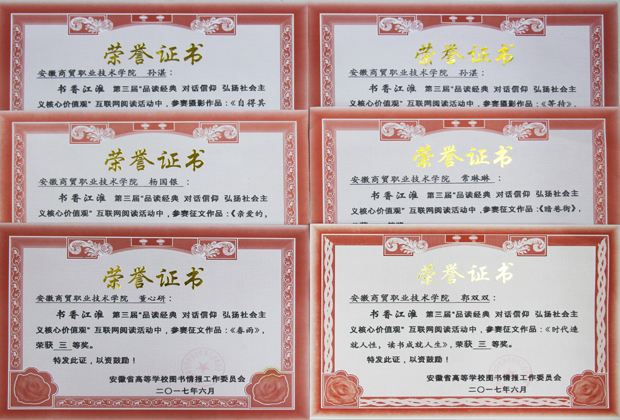 荣誉证书
安徽商贸职业技术学院 孙湛：
书香江淮 第三届"品读经典 对话信仰 弘扬社会主
义核心价值观"互联网阅读活动中，参赛摄影作品：《自得其
荣誉证书
安徽商贸职业技术学院 孙湛：
书香江淮 第三届"品读经典 对话信仰 弘扬社会主
义核心价值观"互联网阅读活动中，参赛摄影作品：《等待》，
荣誉证书
安徽商贸职业技术学院 杨国银：
书香江淮 第三届"品读经典 对话信仰 弘扬社会主
义核心价值观"互联网阅读活动中，参赛征文作品：《亲爱的，
荣誉证书
安徽商贸职业技术学院 常琳琳：
书香江淮 第三届"品读经典 对话信仰 弘扬社会主
义核心价值观"互联网阅读活动中，参赛征文作品：《暗巷街》，
荣誉证书
安徽商贸职业技术学院 董心研：
书香江淮 第三届"品读经典 对话信仰 弘扬社会
主义核心价值观"互联网阅读活动中，参赛征文作品：《春雨》，
荣获 三 等奖。
特发此证，以资鼓励！
安徽省高等学校图书情报工作委员会
二〇一七年六月
荣誉证书
安徽商贸职业技术学院 郭双双：
书香江淮 第三届"品读经典 对话信仰 弘扬社会主
义核心价值观"互联网阅读活动中，参赛征文作品：《时代造
就人性，读书成就人生》，荣获 三 等奖。
特发此证，以资鼓励！
安徽省高等学校图书情报工作委员会
二〇一七年六月